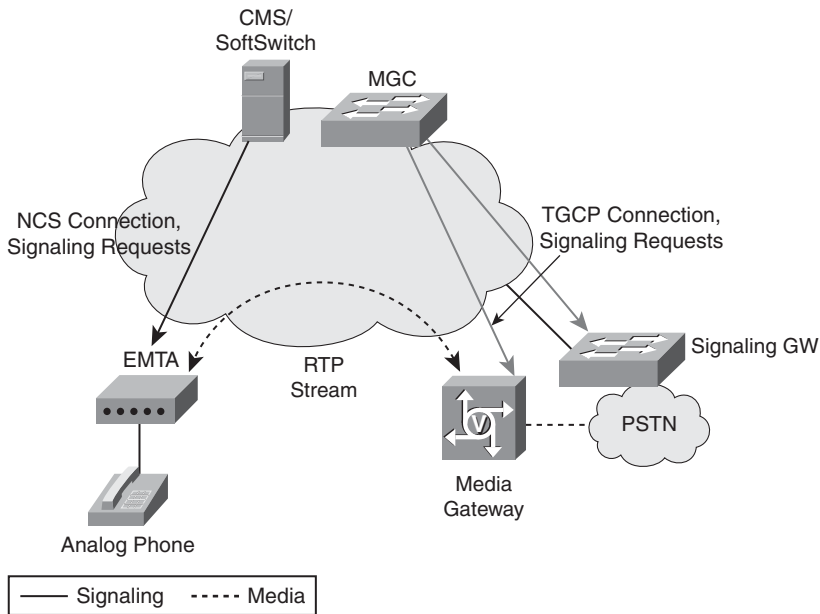 CMS/
SoftSwitch
MGC
NCS Connection,
Signaling Requests
TGCP Connection,
Signaling Requests
EMTA
RTP
Stream
Signaling GW
V
PSTN
Media
Gateway
Analog Phone
Signaling
Media